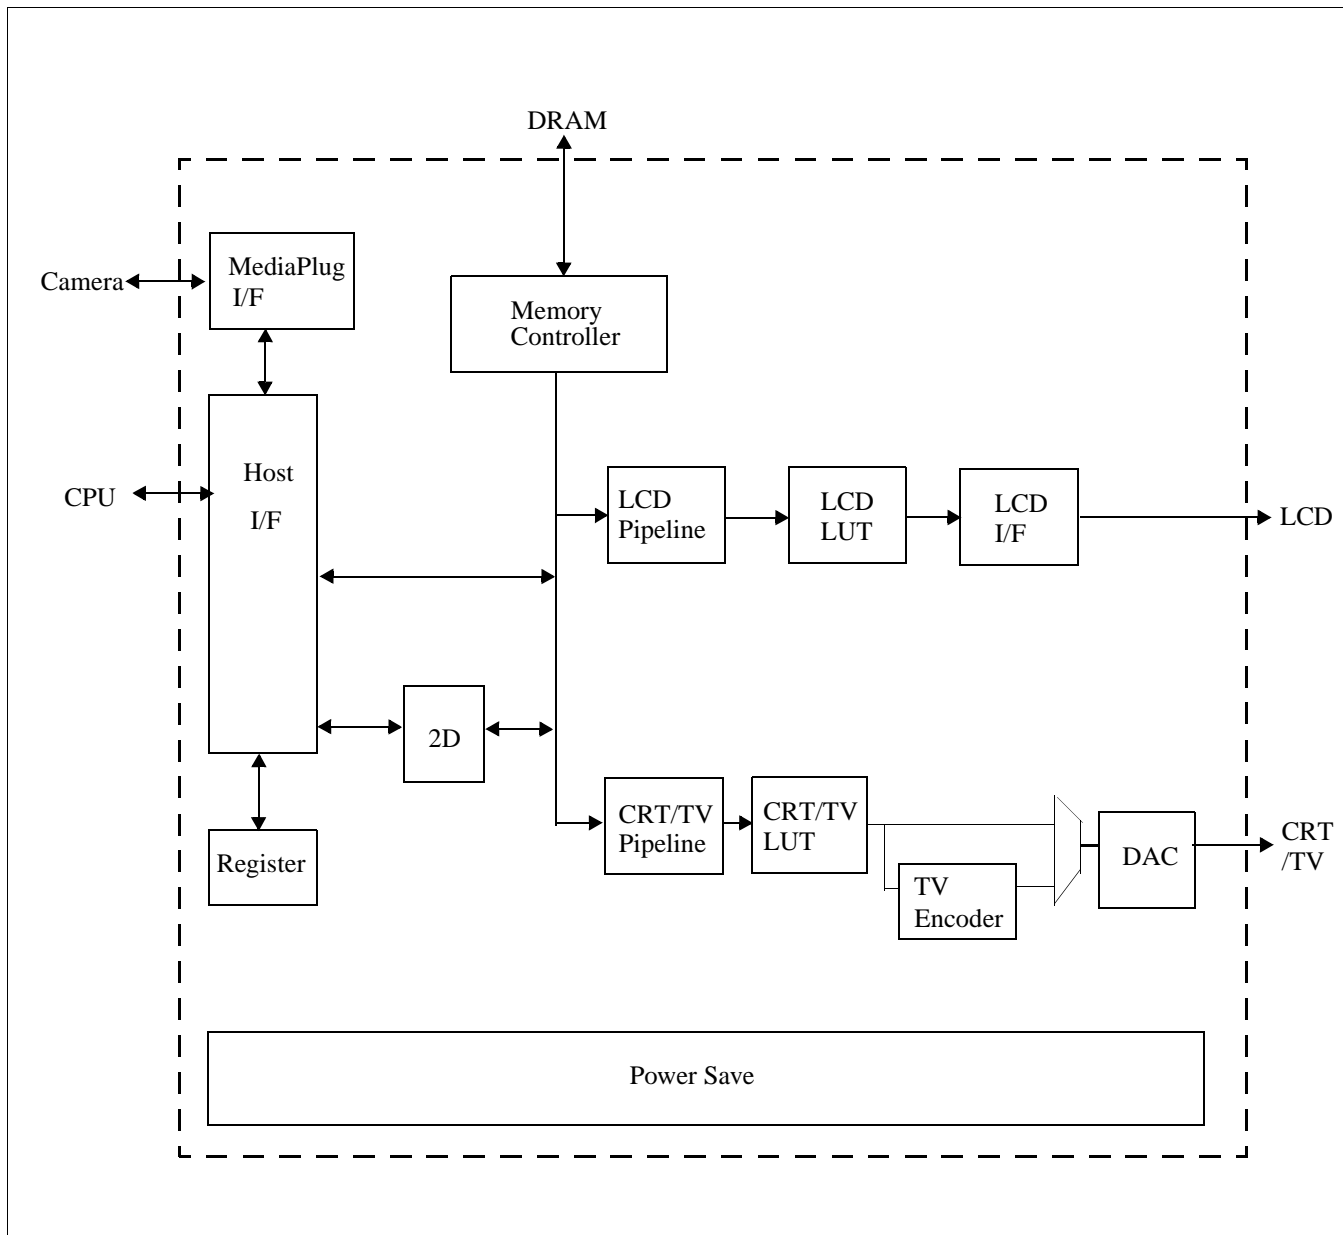 DRAM
MediaPlug
I/F
Camera
Memory
Controller
Host
I/F
CPU
LCD
Pipeline
LCD
LUT
LCD
I/F
LCD
2D
CRT/TV
Pipeline
CRT/TV
LUT
TV
Encoder
DAC
CRT
/TV
Register
Power Save